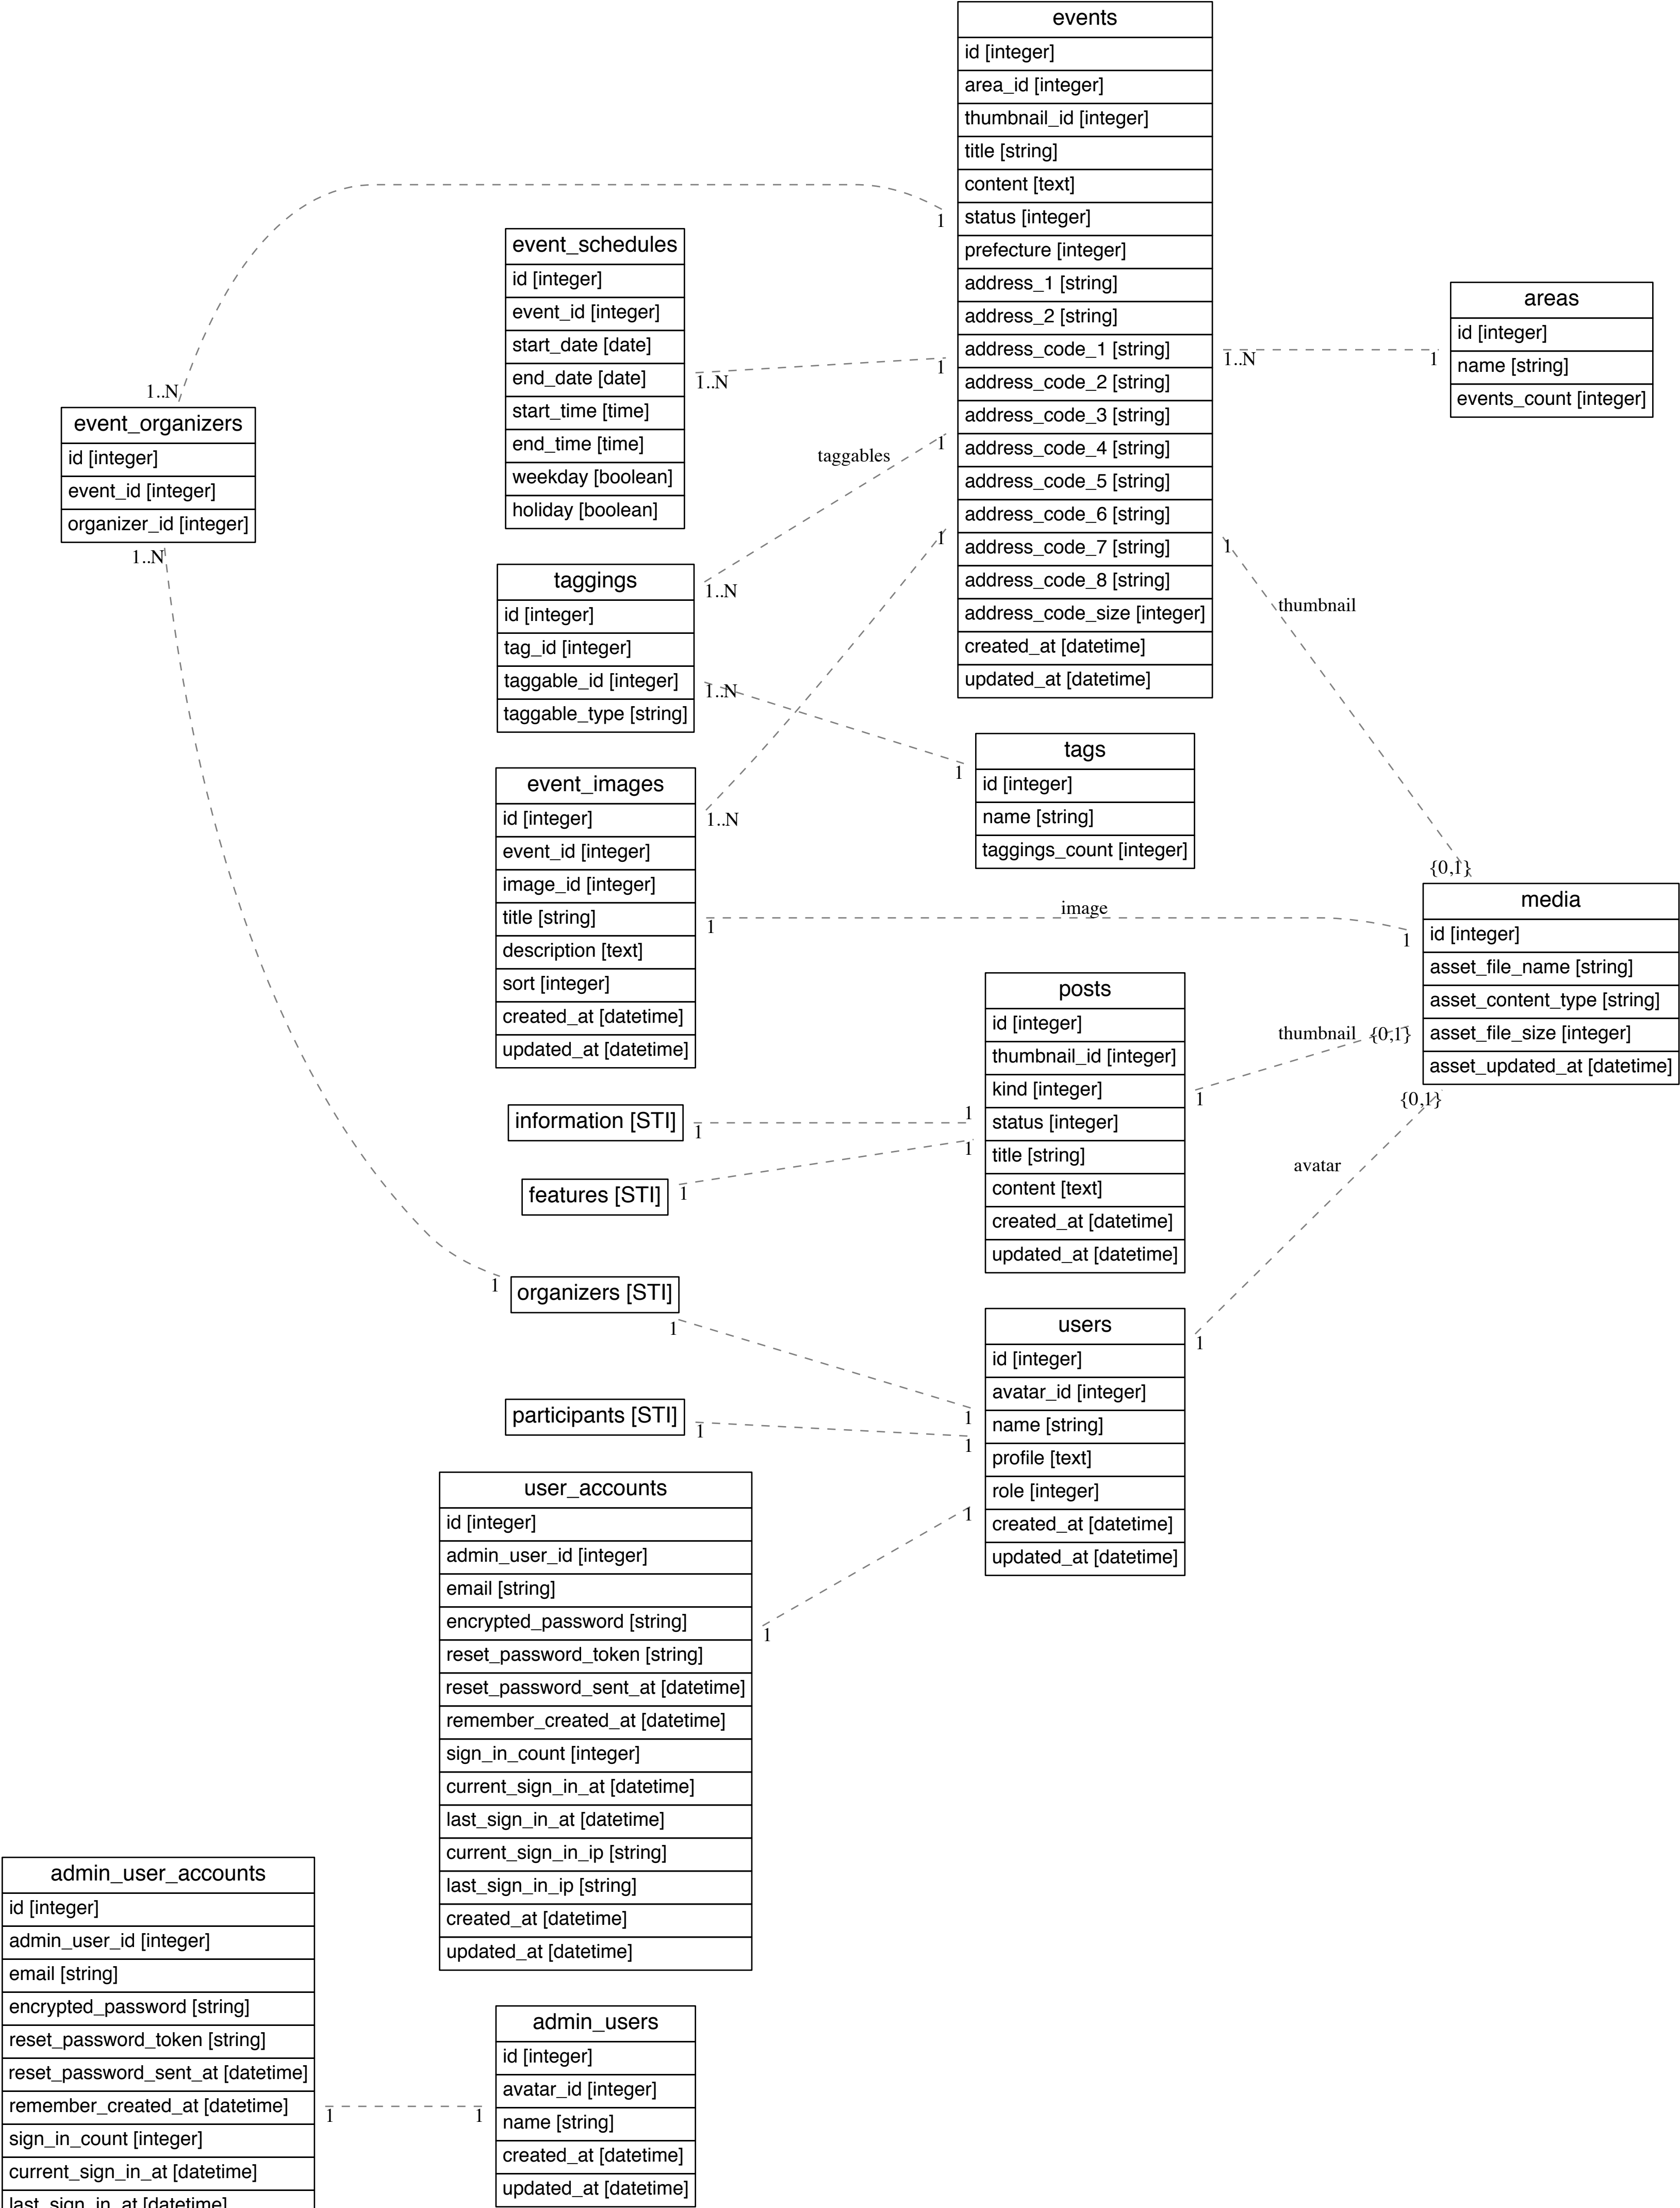 events
id [integer]
area_id [integer]
thumbnail_id [integer]
title [string]
content [text]
status [integer]
prefecture [integer]
address_1 [string]
address_2 [string]
address_code_1 [string]
address_code_2 [string]
address_code_3 [string]
address_code_4 [string]
address_code_5 [string]
address_code_6 [string]
address_code_7 [string]
address_code_8 [string]
address_code_size [integer]
created_at [datetime]
updated_at [datetime]
1
1
1
1
1..N
1
event_schedules
id [integer]
event_id [integer]
start_date [date]
end_date [date]
start_time [time]
end_time [time]
weekday [boolean]
holiday [boolean]
1..N
areas
id [integer]
name [string]
events_count [integer]
1
1..N
event_organizers
id [integer]
event_id [integer]
organizer_id [integer]
1..N
taggables
taggings
id [integer]
tag_id [integer]
taggable_id [integer]
taggable_type [string]
1..N
1..N
thumbnail
tags
id [integer]
name [string]
taggings_count [integer]
1
event_images
id [integer]
event_id [integer]
image_id [integer]
title [string]
description [text]
sort [integer]
created_at [datetime]
updated_at [datetime]
1..N
1
image
{0,1}
media
id [integer]
asset_file_name [string]
asset_content_type [string]
asset_file_size [integer]
asset_updated_at [datetime]
1
{0,1}
{0,1}
thumbnail
posts
id [integer]
thumbnail_id [integer]
kind [integer]
status [integer]
title [string]
content [text]
created_at [datetime]
updated_at [datetime]
1
1
1
information [STI]
1
features [STI]
1
avatar
1
organizers [STI]
1
participants [STI]
1
users
id [integer]
avatar_id [integer]
name [string]
profile [text]
role [integer]
created_at [datetime]
updated_at [datetime]
1
1
1
1
user_accounts
id [integer]
admin_user_id [integer]
email [string]
encrypted_password [string]
reset_password_token [string]
reset_password_sent_at [datetime]
remember_created_at [datetime]
sign_in_count [integer]
current_sign_in_at [datetime]
last_sign_in_at [datetime]
current_sign_in_ip [string]
last_sign_in_ip [string]
created_at [datetime]
updated_at [datetime]
1
admin_user_accounts
id [integer]
admin_user_id [integer]
email [string]
encrypted_password [string]
reset_password_token [string]
reset_password_sent_at [datetime]
remember_created_at [datetime]
sign_in_count [integer]
current_sign_in_at [datetime]
last_sign_in_at [datetime]
1
1
admin_users
id [integer]
avatar_id [integer]
name [string]
created_at [datetime]
updated_at [datetime]